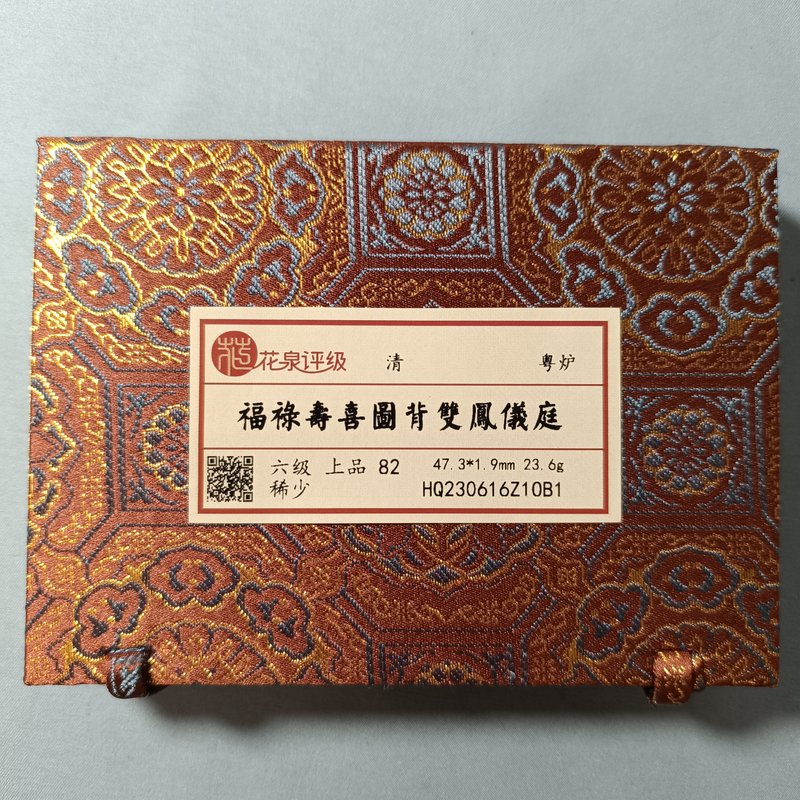 花泉评级 清 粤炉
福祿壽喜圖背雙鳳儀庭
六级 上品 82 47.3*1.9mm 23.6g
稀少 HQ230616Z10B1